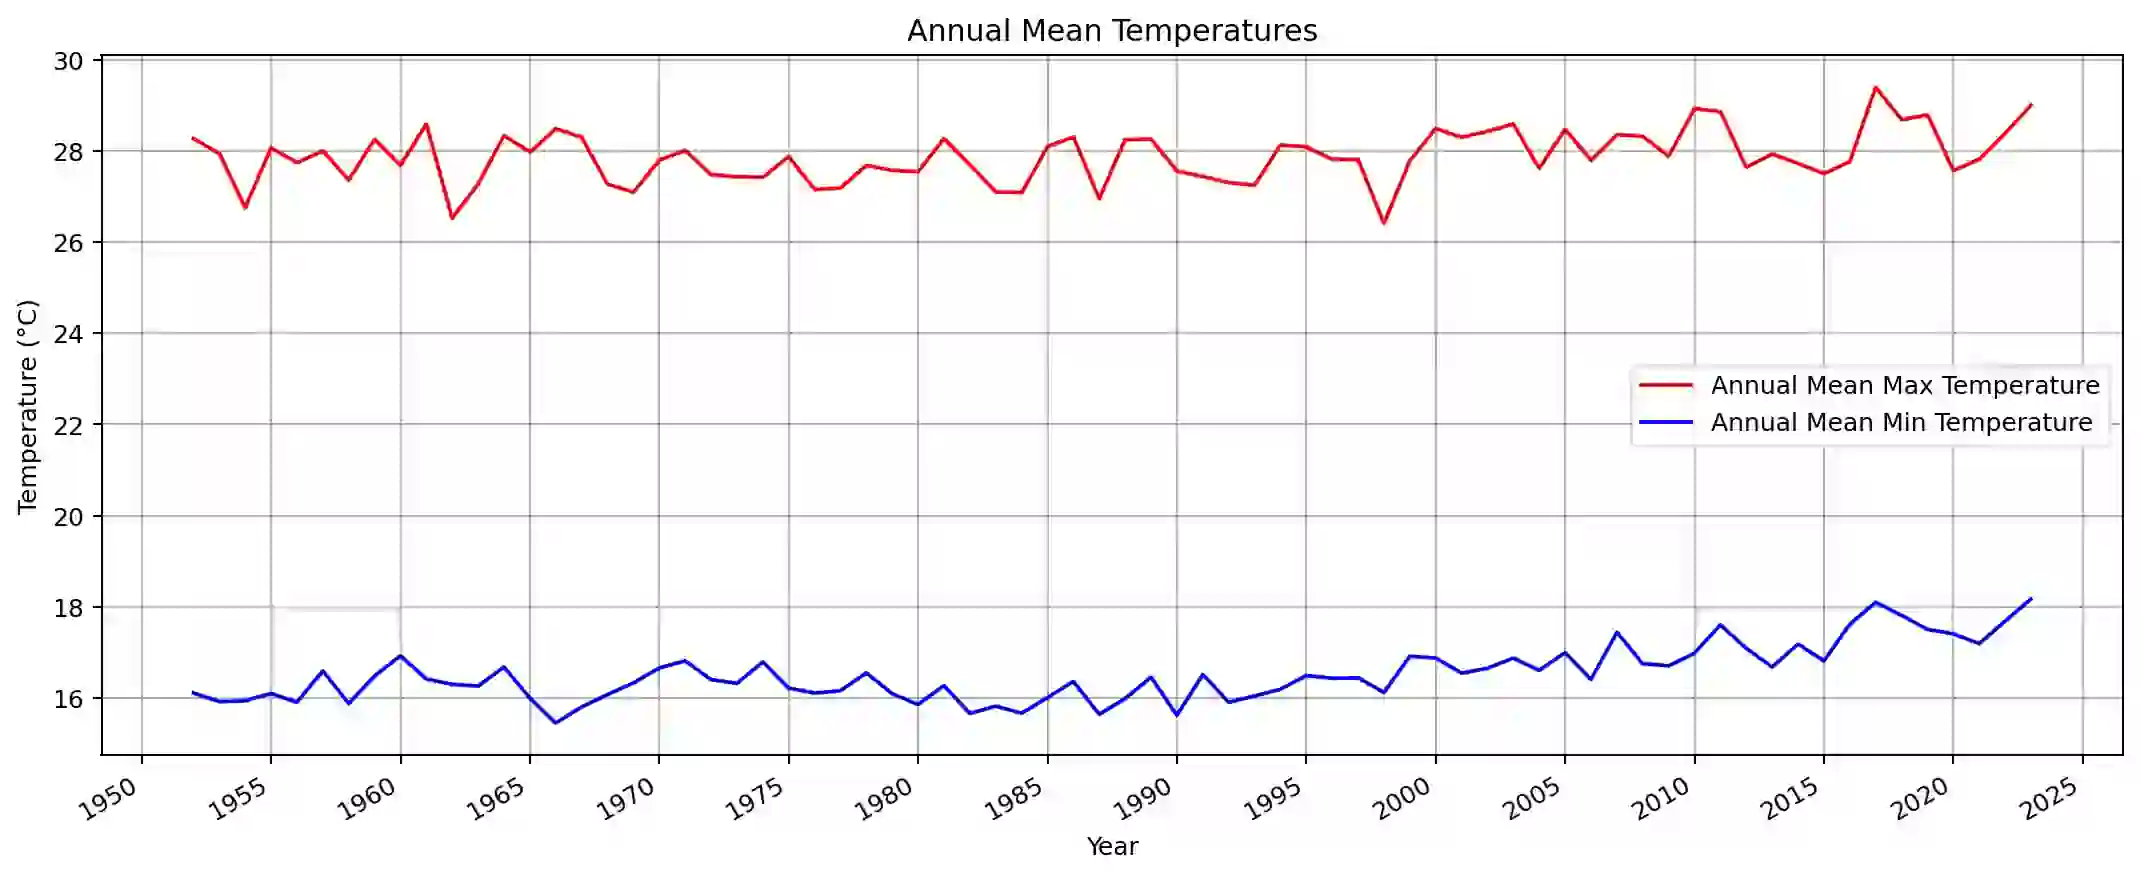 Annual Mean Temperatures
30
28
26
24
22
20
18
16
Temperature (°C)
Annual Mean Max Temperature
Annual Mean Min Temperature
1950 1955 1960 1965 1970 1975 1980 1985 1990 1995 2000 2005 2010 2015 2020 2025
Year